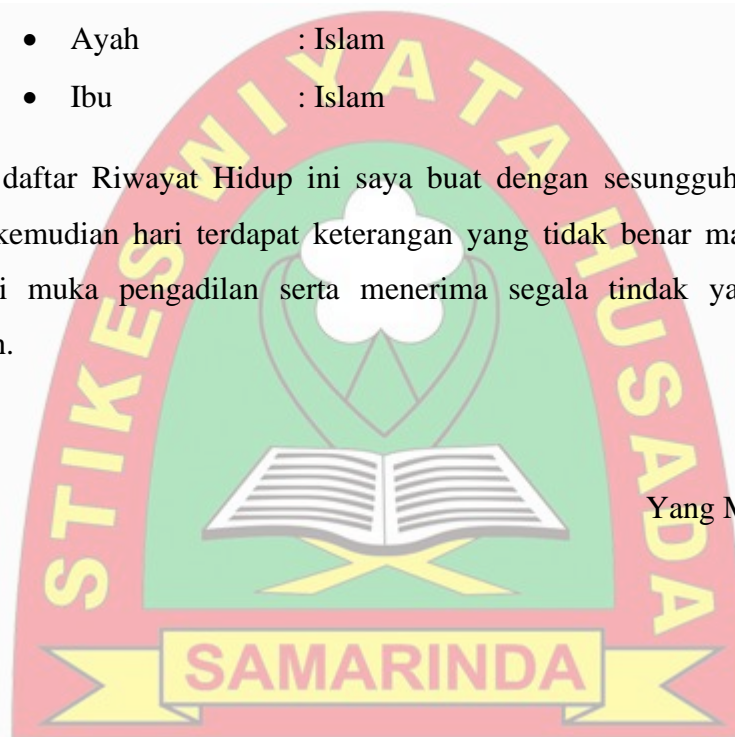 • Ayah : Islam
• Ibu : Islam
daftar Riwayat Hidup ini saya buat dengan sesungguh
kemudian hari terdapat keterangan yang tidak benar ma
i muka pengadilan serta menerima segala tindak ya
n.
Yang M
STIKES WIYATA HUSADA
SAMARINDA